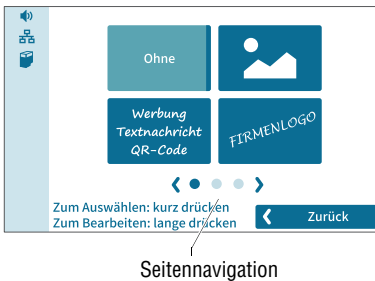 Ohne
Werbung
Textnachricht
QR-Code
FIRMENLOGO
Zum Auswählen: kurz drücken
Zum Bearbeiten: lange drücken
Zurück
Seitennavigation